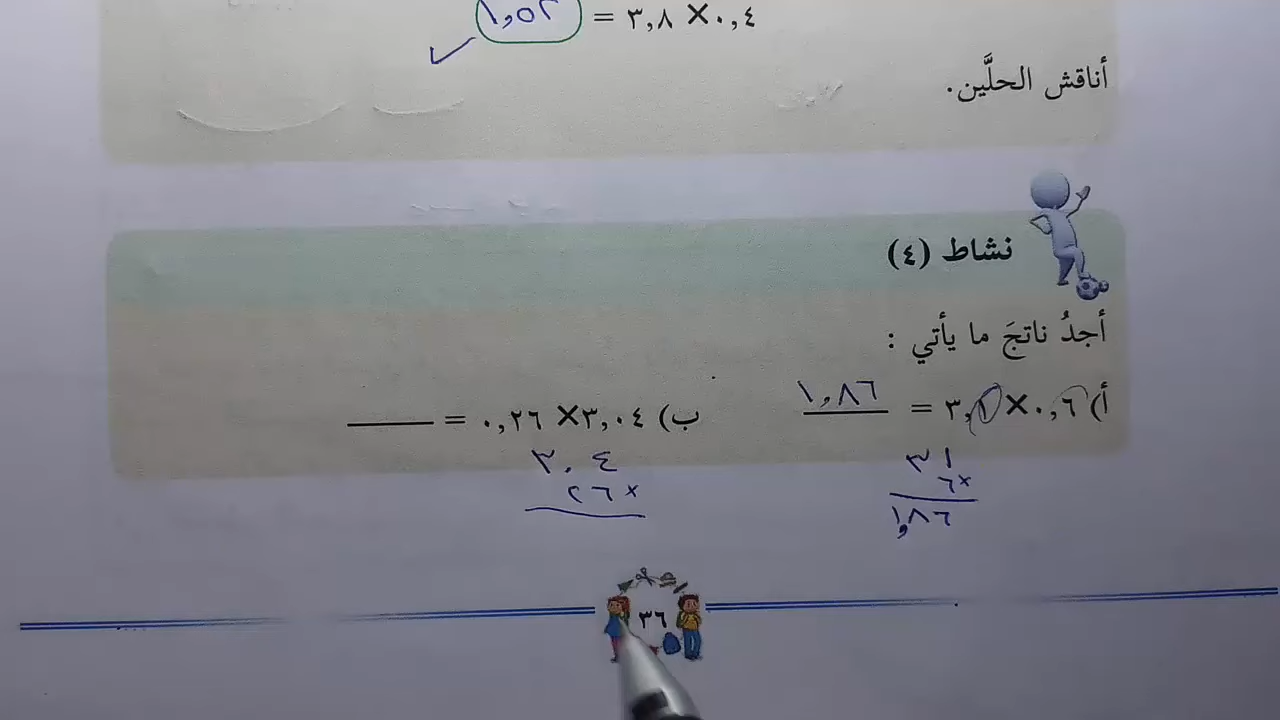 ٠,٤ × ٣,٨ = ١,٥٢
أناقش الحلَّين.
نشاط (٤)
أجدُ ناتجَ ما يأتي :
أ) ٠,٦ × ٣,١ = ١,٨٦
ب) ٣,٠٤ × ٠,٢٦ = ____
٣١
٦×
١,٨٦
٣٠٤
٢٦×
٣٦